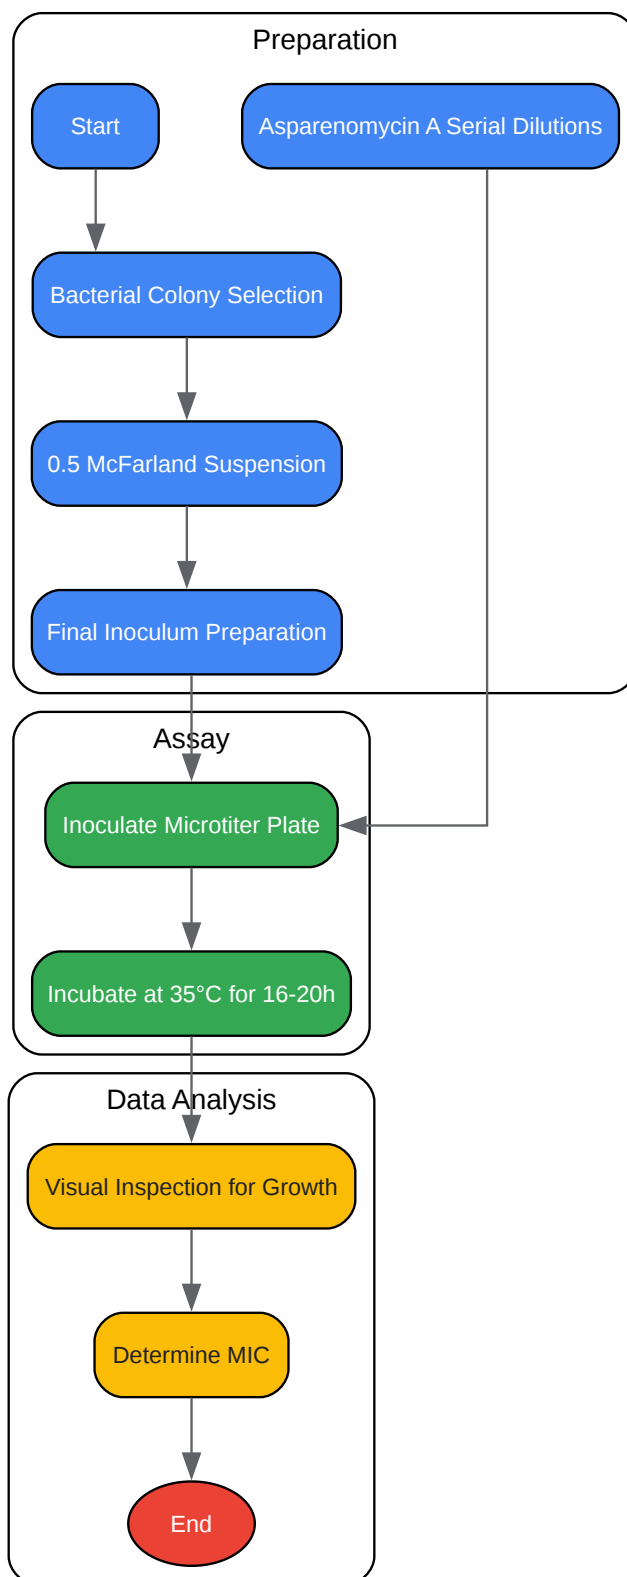 Preparation
Start
Asparenomycin A Serial Dilutions
Bacterial Colony Selection
0.5 McFarland Suspension
Final Inoculum Preparation
Assay
Inoculate Microtiter Plate
Incubate at 35°C for 16-20h
Data Analysis
Visual Inspection for Growth
Determine MIC
End